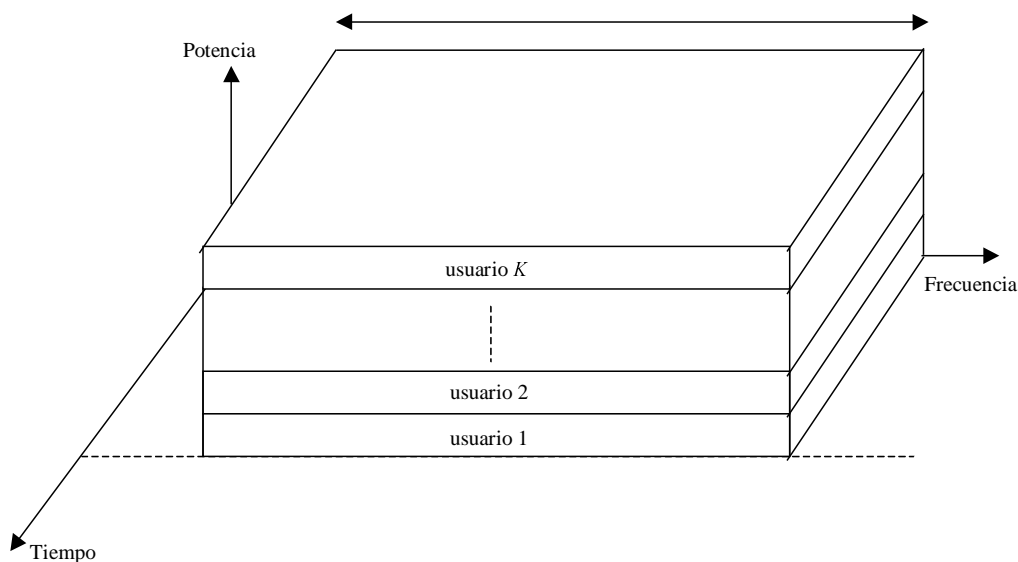 Potencia
usuario K
Frecuencia
usuario 2
usuario 1
Tiempo